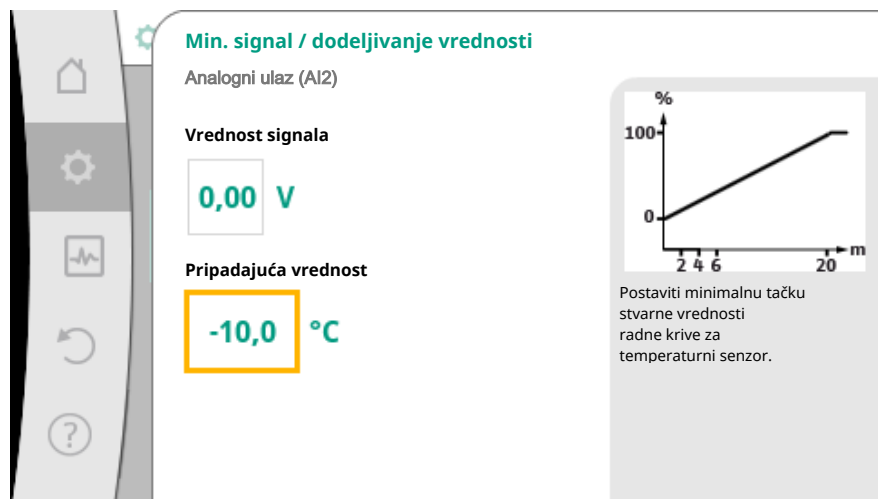 Min. signal / dodeljivanje vrednosti
Analogni ulaz (AI2)
Vrednost signala
0,00 V
Pripadajuća vrednost
-10,0 °C
%
100
0
2 4 6 20 m
Postaviti minimalnu tačku
stvarne vrednosti
radne krive za
temperaturni senzor.
?